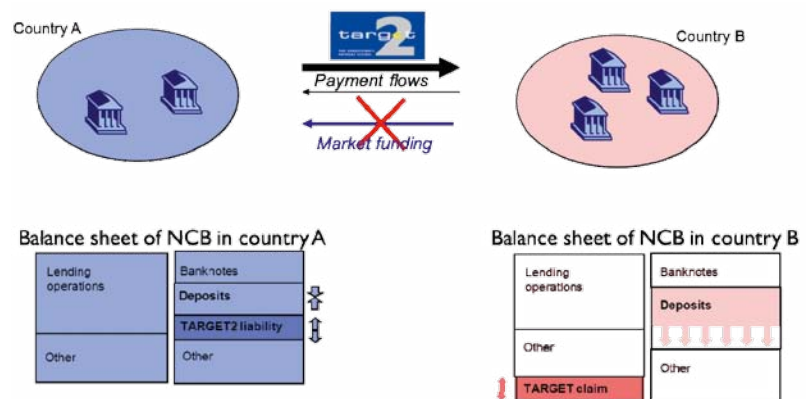 Country A
target
2
Country B
Payment flows
Market funding
Balance sheet of NCB in country A
Lending
operations
Other
Banknotes
Deposits
TARGET2 liability
Other
Balance sheet of NCB in country B
Lending
operations
Other
TARGET claim
Banknotes
Deposits
Other